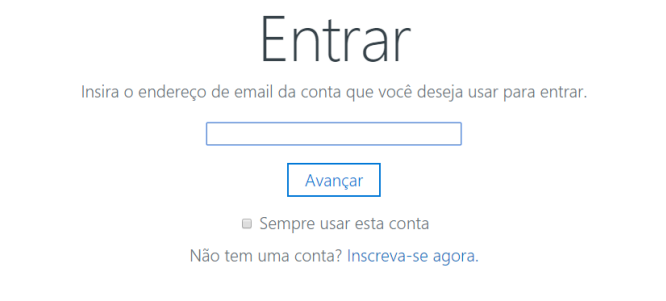 Entrar
Insira o endereço de email da conta que você deseja usar para entrar.
Avançar
Sempre usar esta conta
Não tem uma conta? Inscreva-se agora.